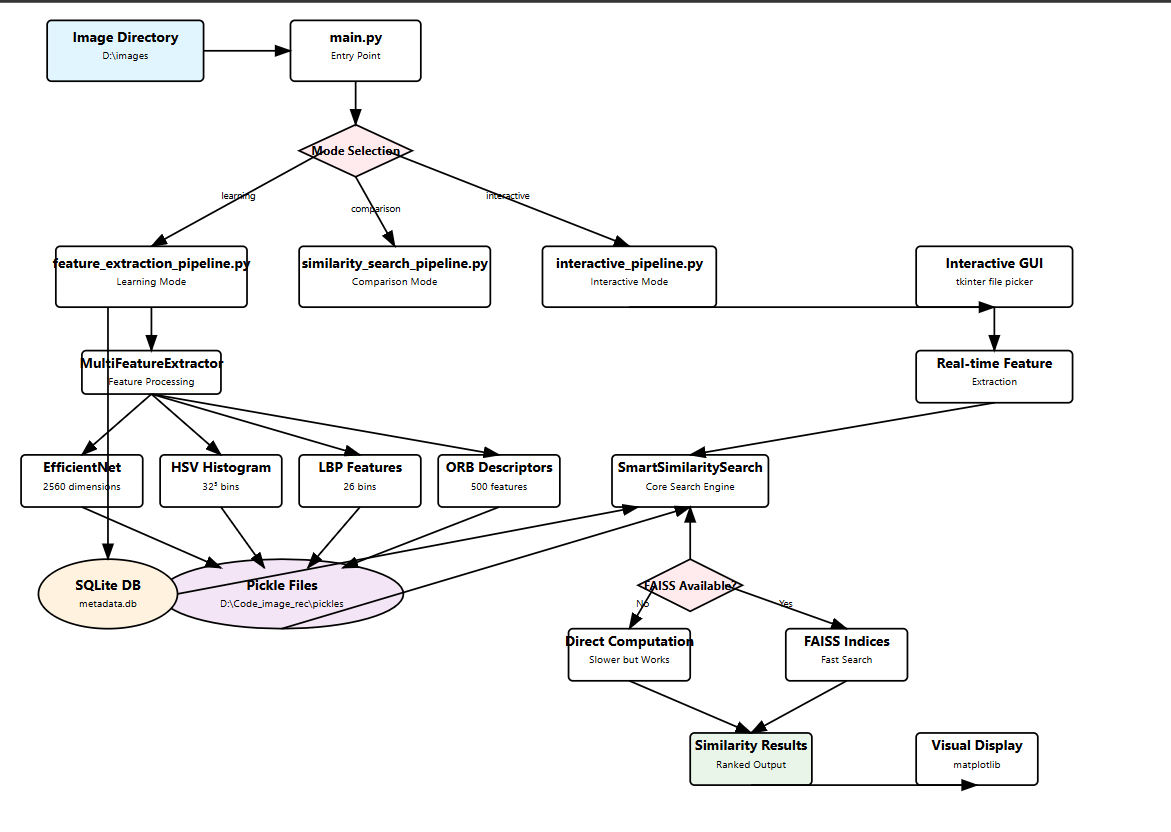 Image Directory
D:\images
main.py
Entry Point
Mode Selection
learning
comparison
interactive
feature_extraction_pipeline.py
Learning Mode
similarity_search_pipeline.py
Comparison Mode
interactive_pipeline.py
Interactive Mode
Interactive GUI
tkinter file picker
MultiFeatureExtractor
Feature Processing
Real-time Feature
Extraction
EfficientNet
2560 dimensions
HSV Histogram
32³ bins
LBP Features
26 bins
ORB Descriptors
500 features
SmartSimilaritySearch
Core Search Engine
SQLite DB
metadata.db
Pickle Files
D:\Code_image_rec\pickles
FAISS Available?
No
Yes
Direct Computation
Slower but Works
FAISS Indices
Fast Search
Similarity Results
Ranked Output
Visual Display
matplotlib